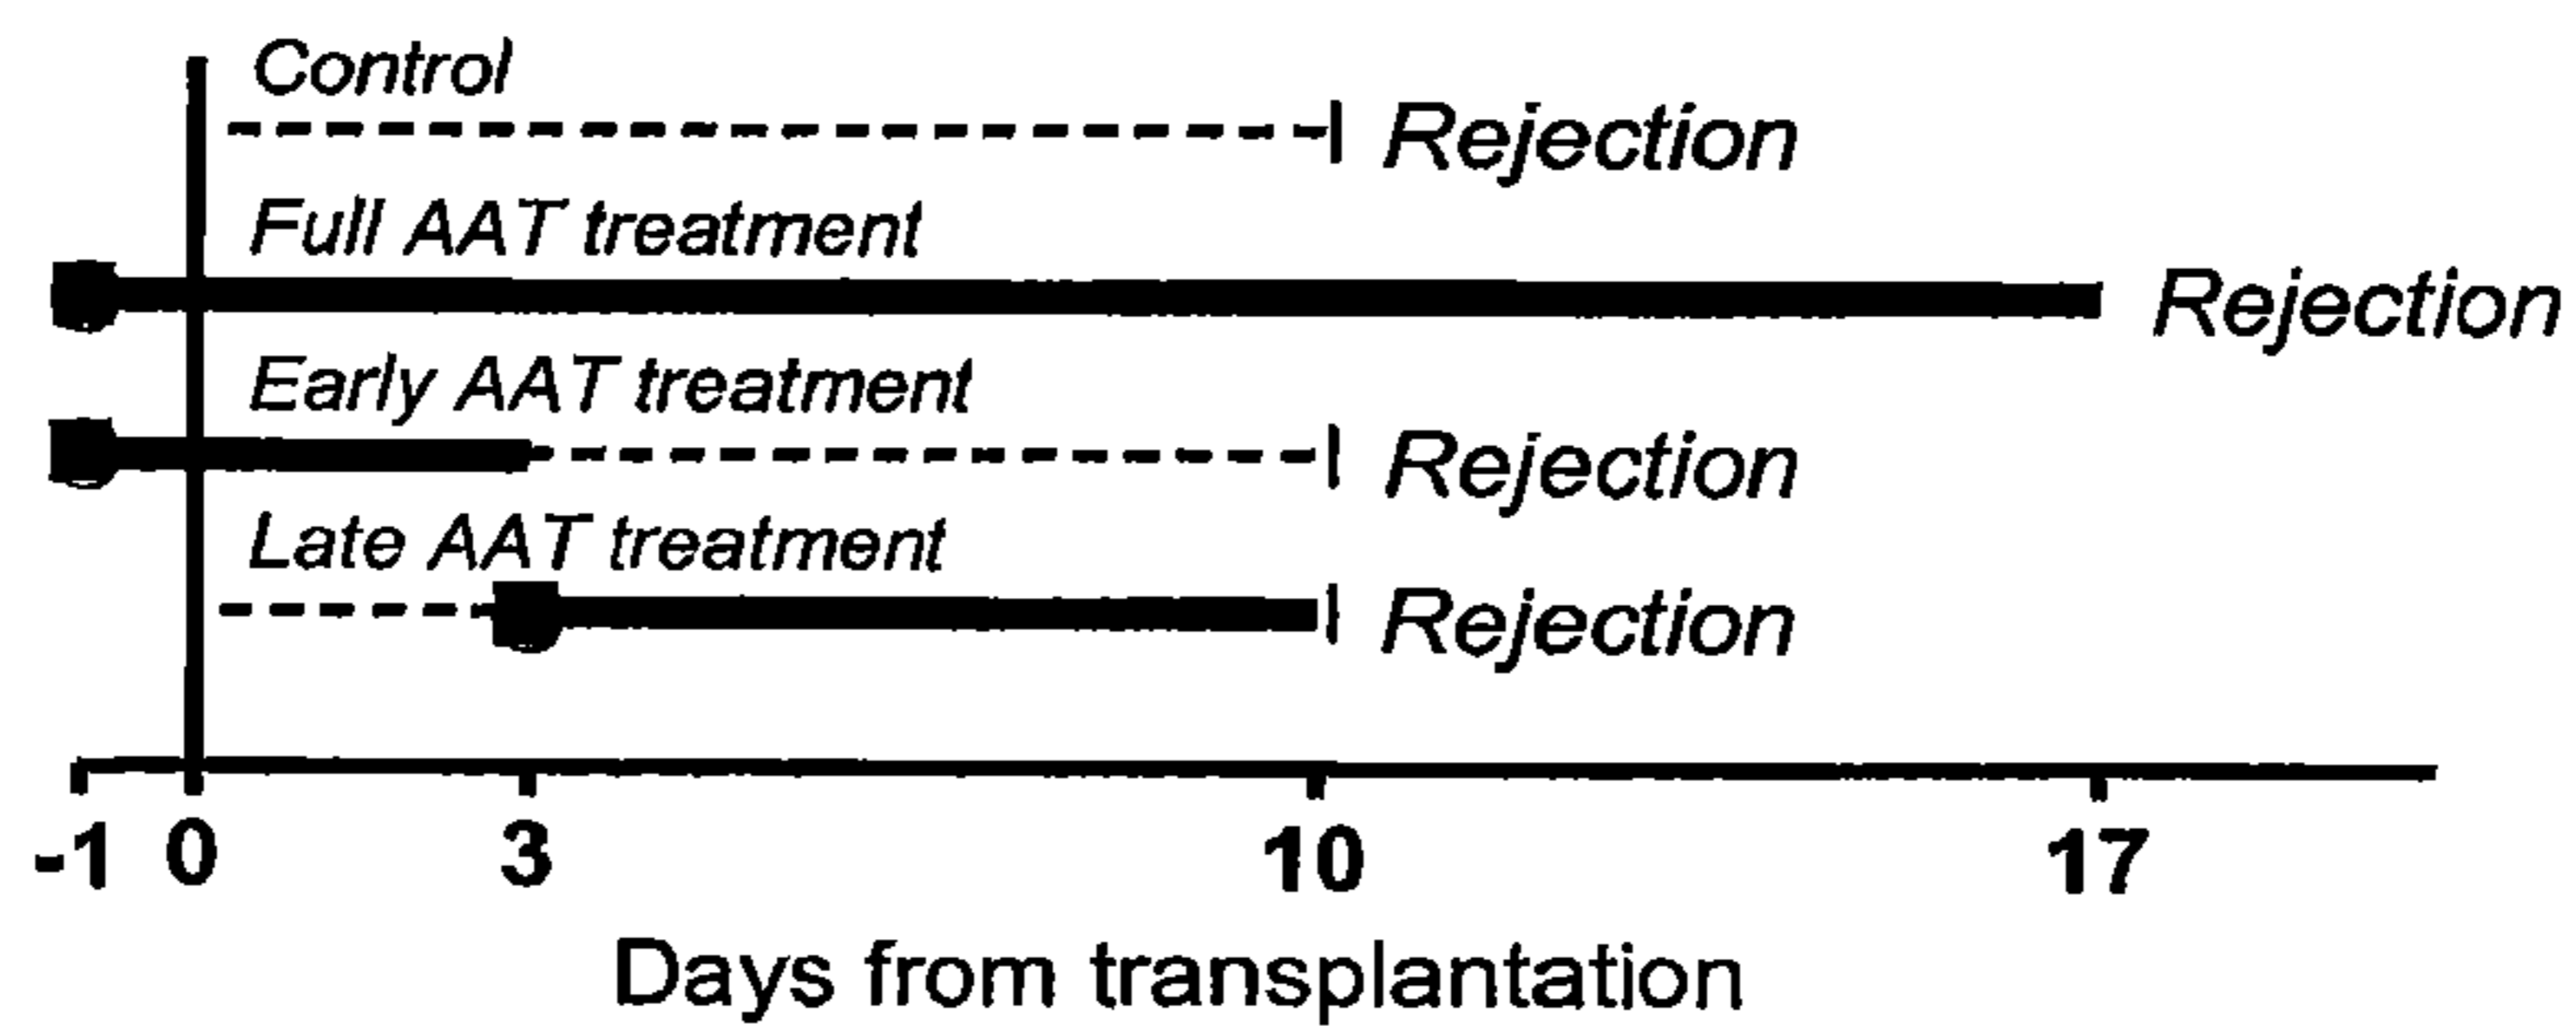 Control
Rejection
Full AAT treatment
Rejection
Early AAT treatment
Rejection
Late AAT treatment
Rejection
-1 0 3 10 17
Days from transplantation